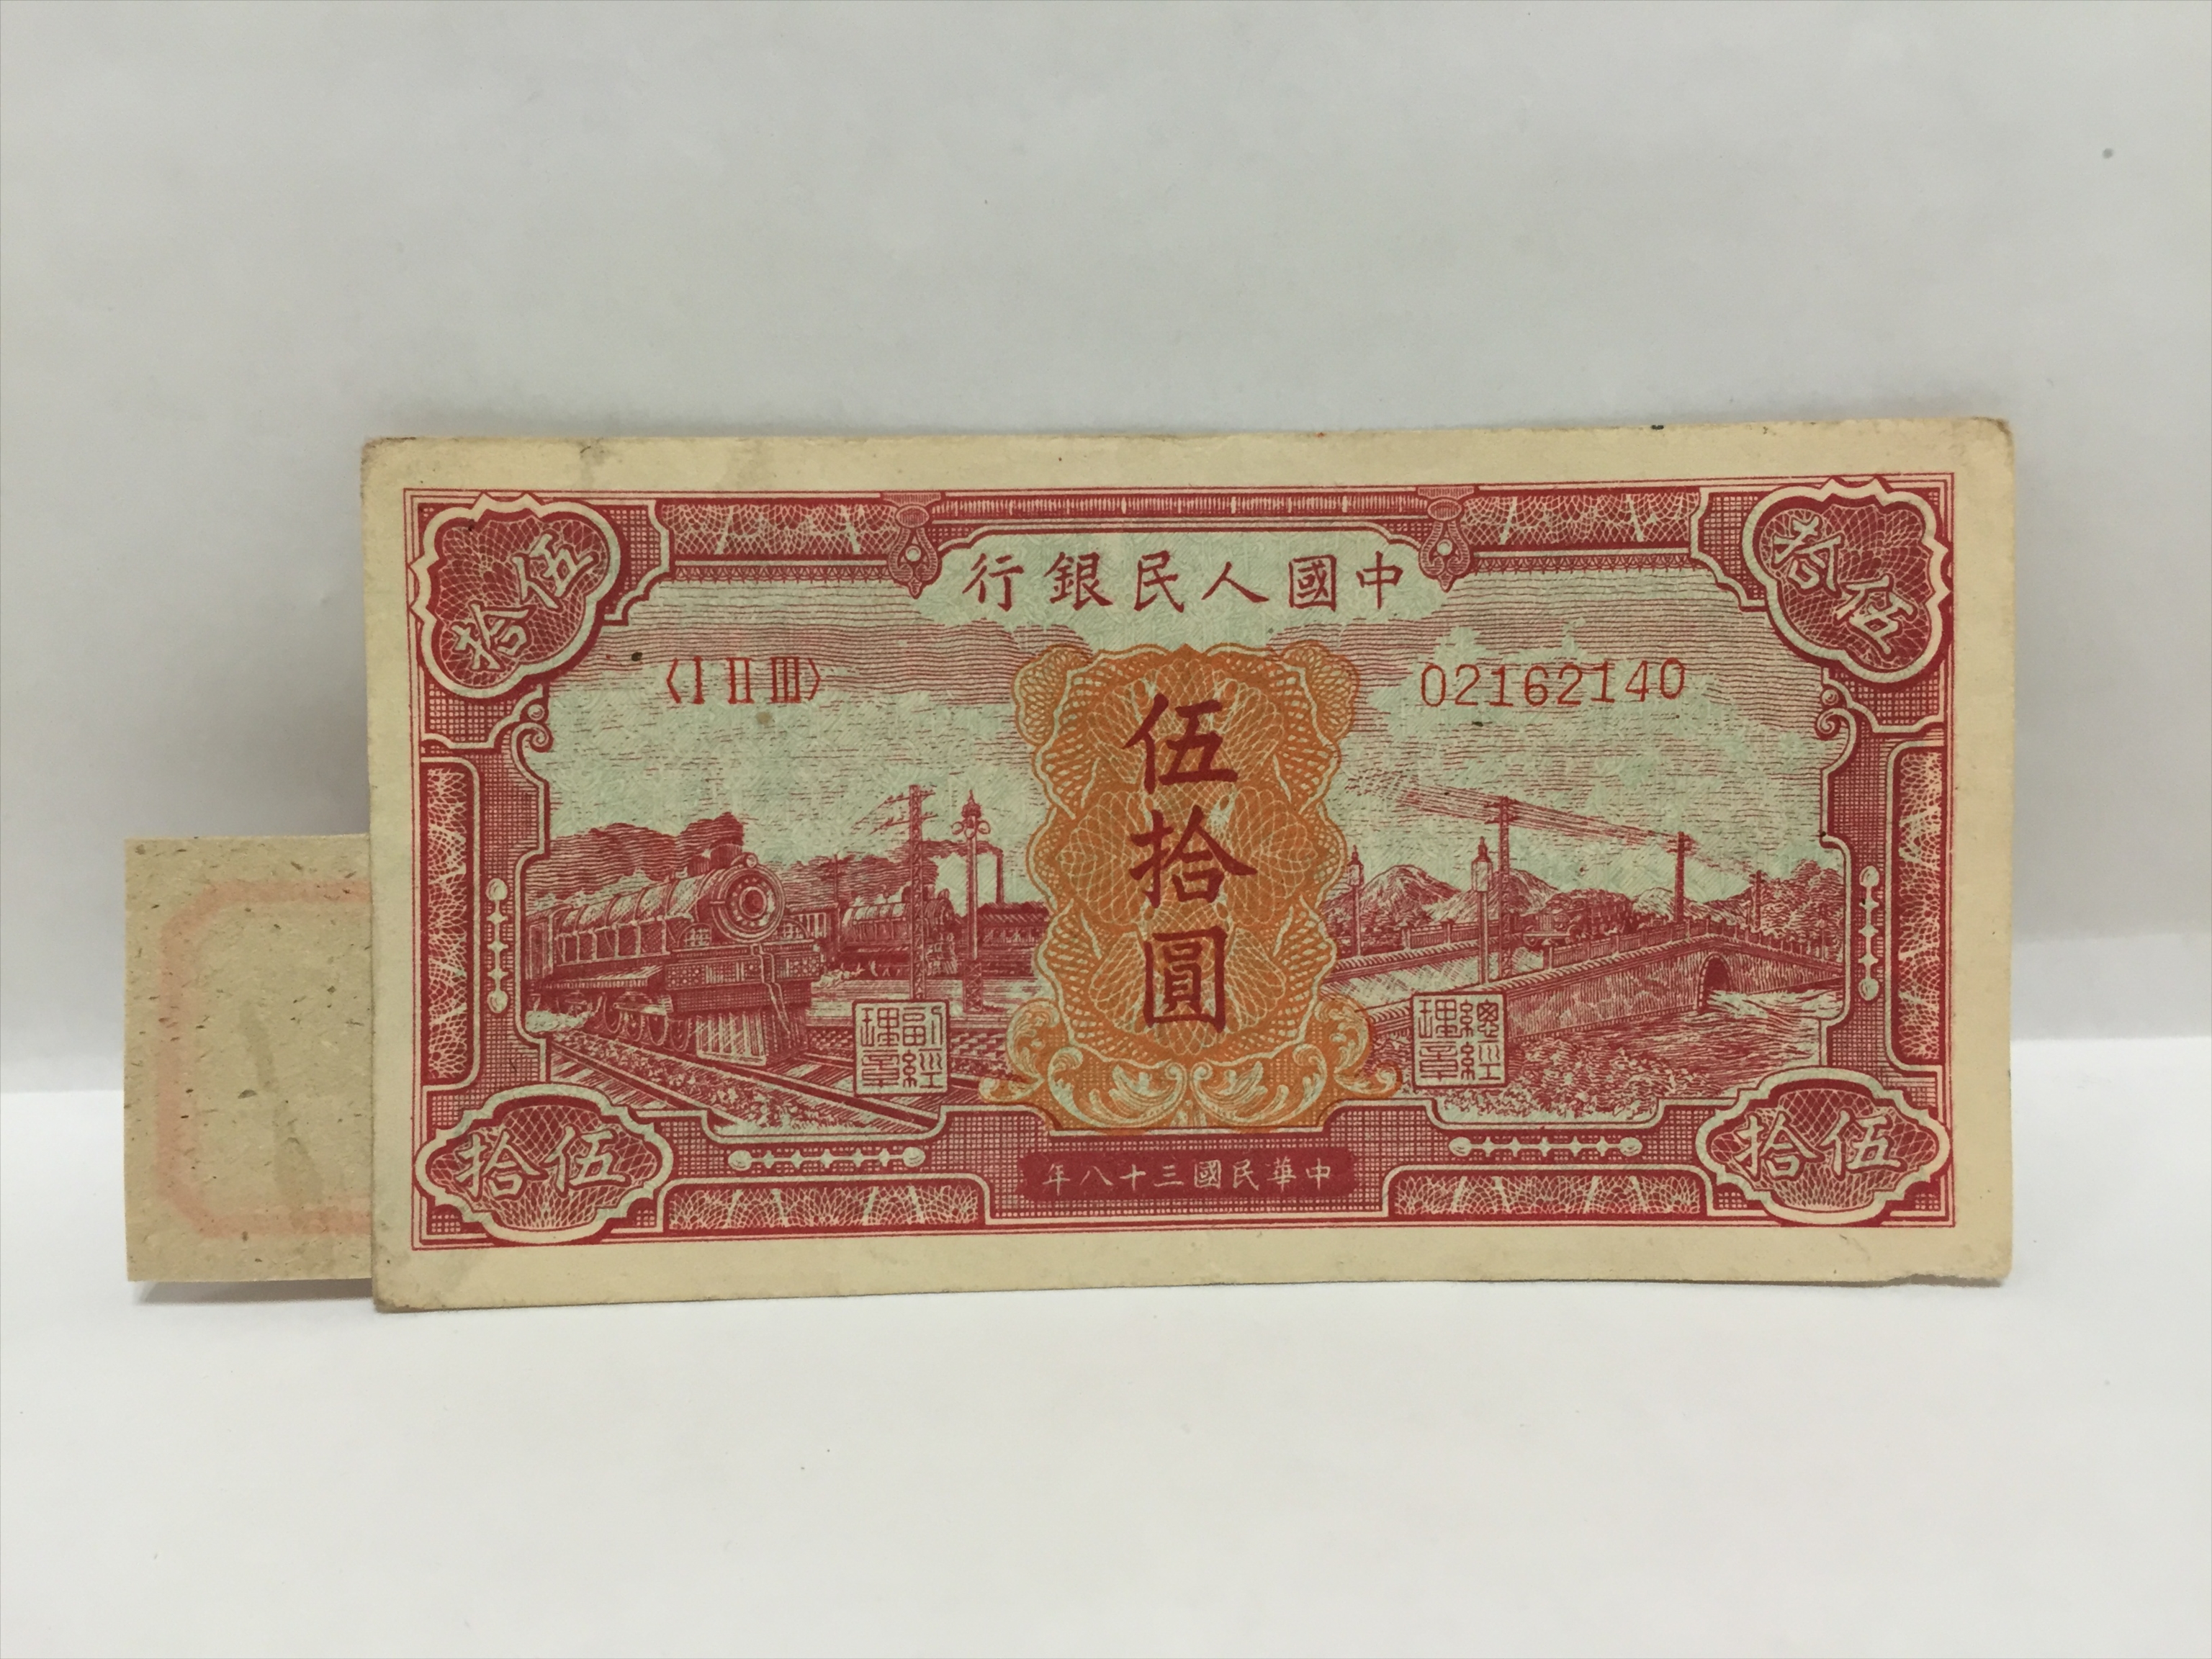 中國人民銀行
伍拾
伍拾
〈I II III〉
02162140
伍拾圓
副經理章
總經理章
伍拾
中華民國三十八年
伍拾